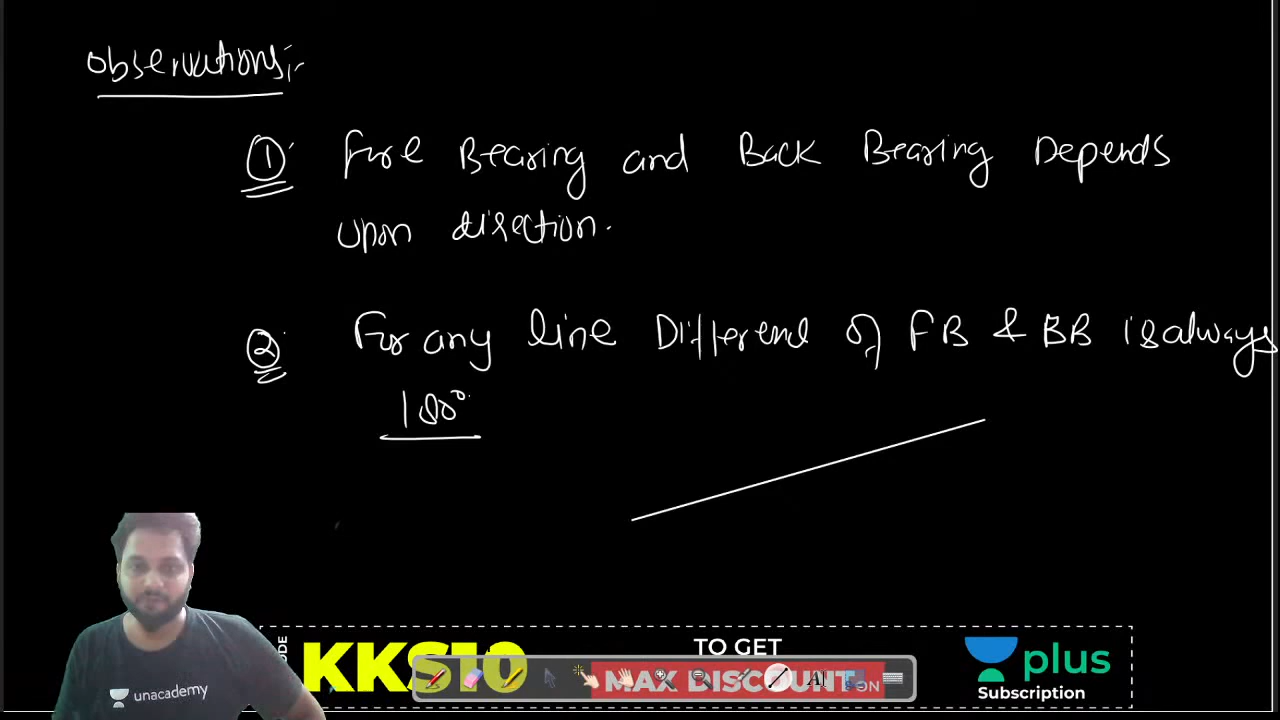 Observations:-
① Fore Bearing and Back Bearing Depends
upon direction.
② For any line Different of FB & BB is always
180°
unacademy
KKS10
TO GET
MAX DISCOUNT
plus
Subscription